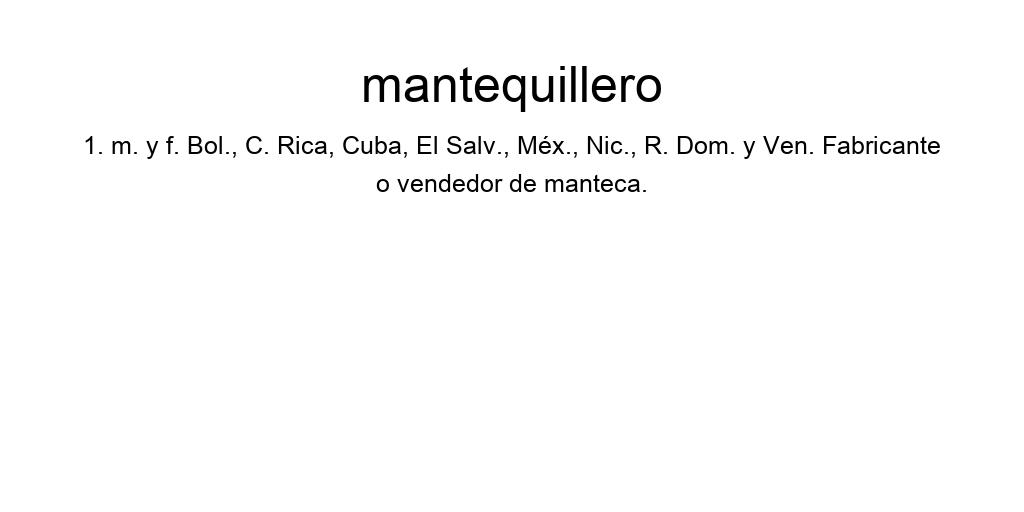 mantequillero
1. m. y f. Bol., C. Rica, Cuba, El Salv., Méx., Nic., R. Dom. y Ven. Fabricante
o vendedor de manteca.